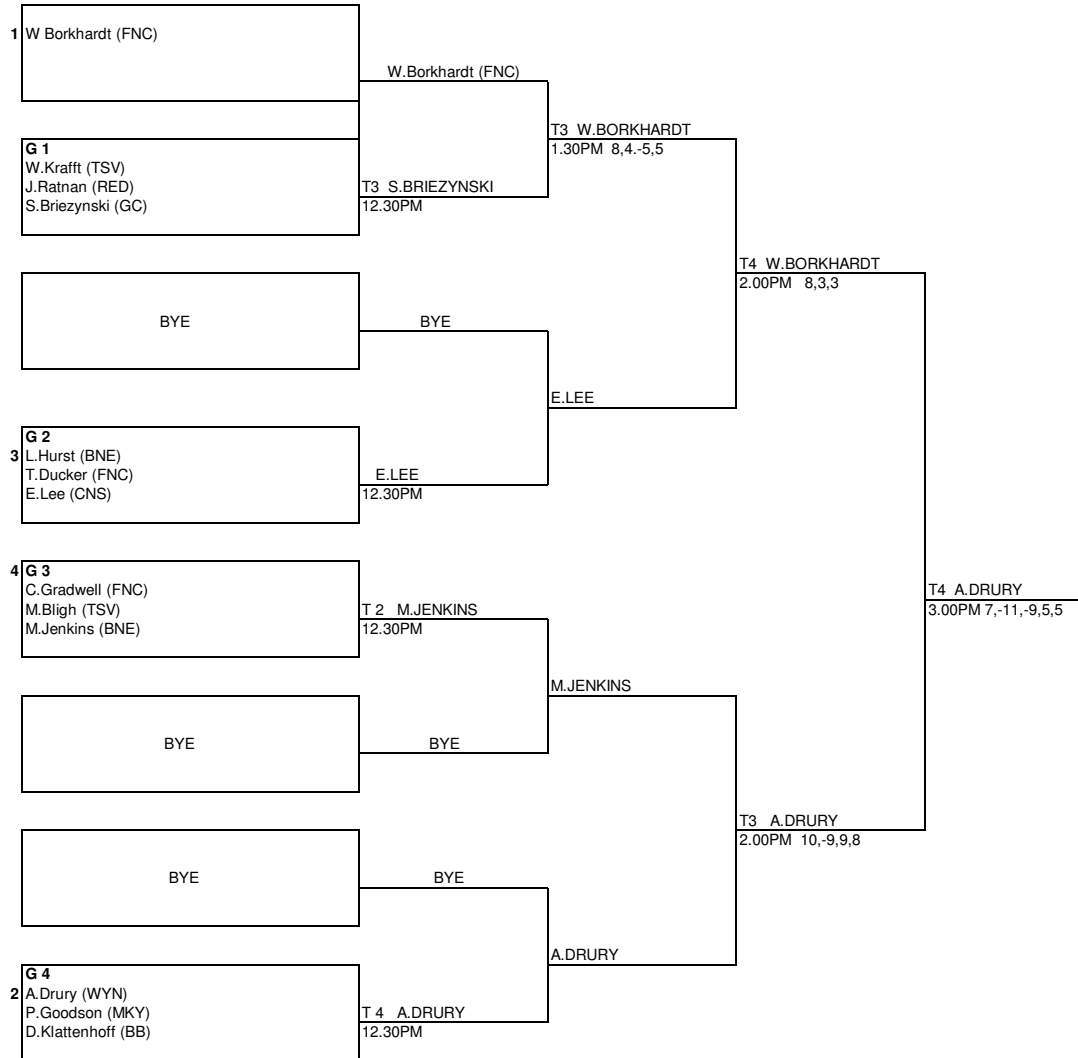 1 W Borkhardt (FNC)
W.Borkhardt (FNC)
T3 W.BORKHARDT
1.30PM 8,4.-5,5
G 1
W.Krafft (TSV)
J.Ratnan (RED)
S.Briezynski (GC)
T3 S.BRIEZYNSKI
12.30PM
T4 W.BORKHARDT
2.00PM 8,3,3
BYE
BYE
E.LEE
G 2
3 L.Hurst (BNE)
T.Ducker (FNC)
E.Lee (CNS)
E.LEE
12.30PM
4 G 3
C.Gradwell (FNC)
M.Bligh (TSV)
M.Jenkins (BNE)
T 2 M.JENKINS
12.30PM
T4 A.DRURY
3.00PM 7,-11,-9,5,5
M.JENKINS
BYE
BYE
T3 A.DRURY
2.00PM 10,-9,9,8
BYE
BYE
A.DRURY
G 4
2 A.Drury (WYN)
P.Goodson (MKY)
D.Klattenhoff (BB)
T 4 A.DRURY
12.30PM